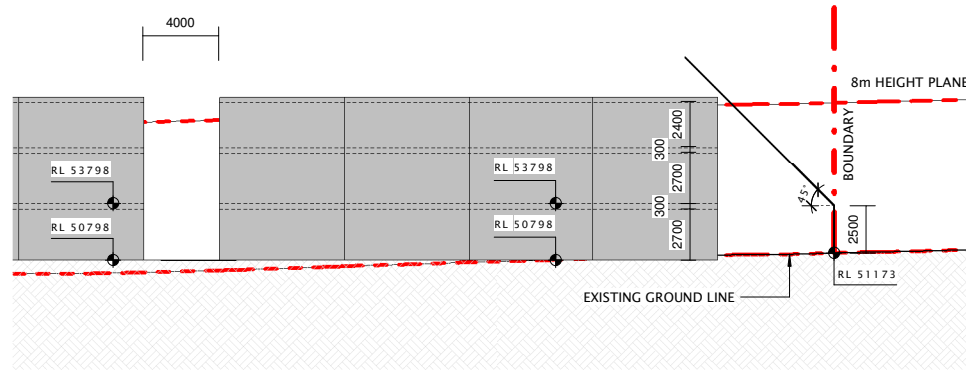 4000
8m HEIGHT PLANE
BOUNDARY
2400
300
2700
300
2700
RL 53798
RL 53798
RL 50798
RL 50798
45°
2500
RL 51173
EXISTING GROUND LINE